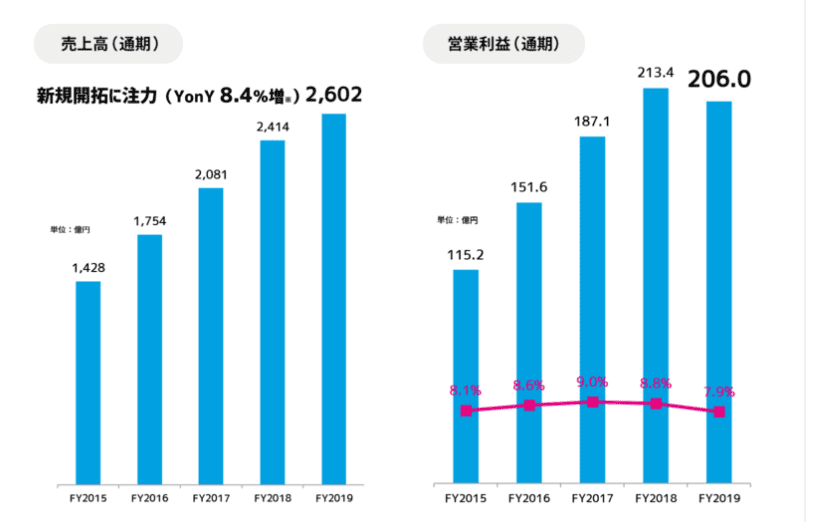 売上高（通期）
新規開拓に注力（YonY 8.4%増※）2,602
2,414
2,081
1,754
単位：億円
1,428
FY2015 FY2016 FY2017 FY2018 FY2019
営業利益（通期）
213.4 206.0
187.1
151.6
単位：億円
115.2
8.1% 8.6% 9.0% 8.8% 7.9%
FY2015 FY2016 FY2017 FY2018 FY2019